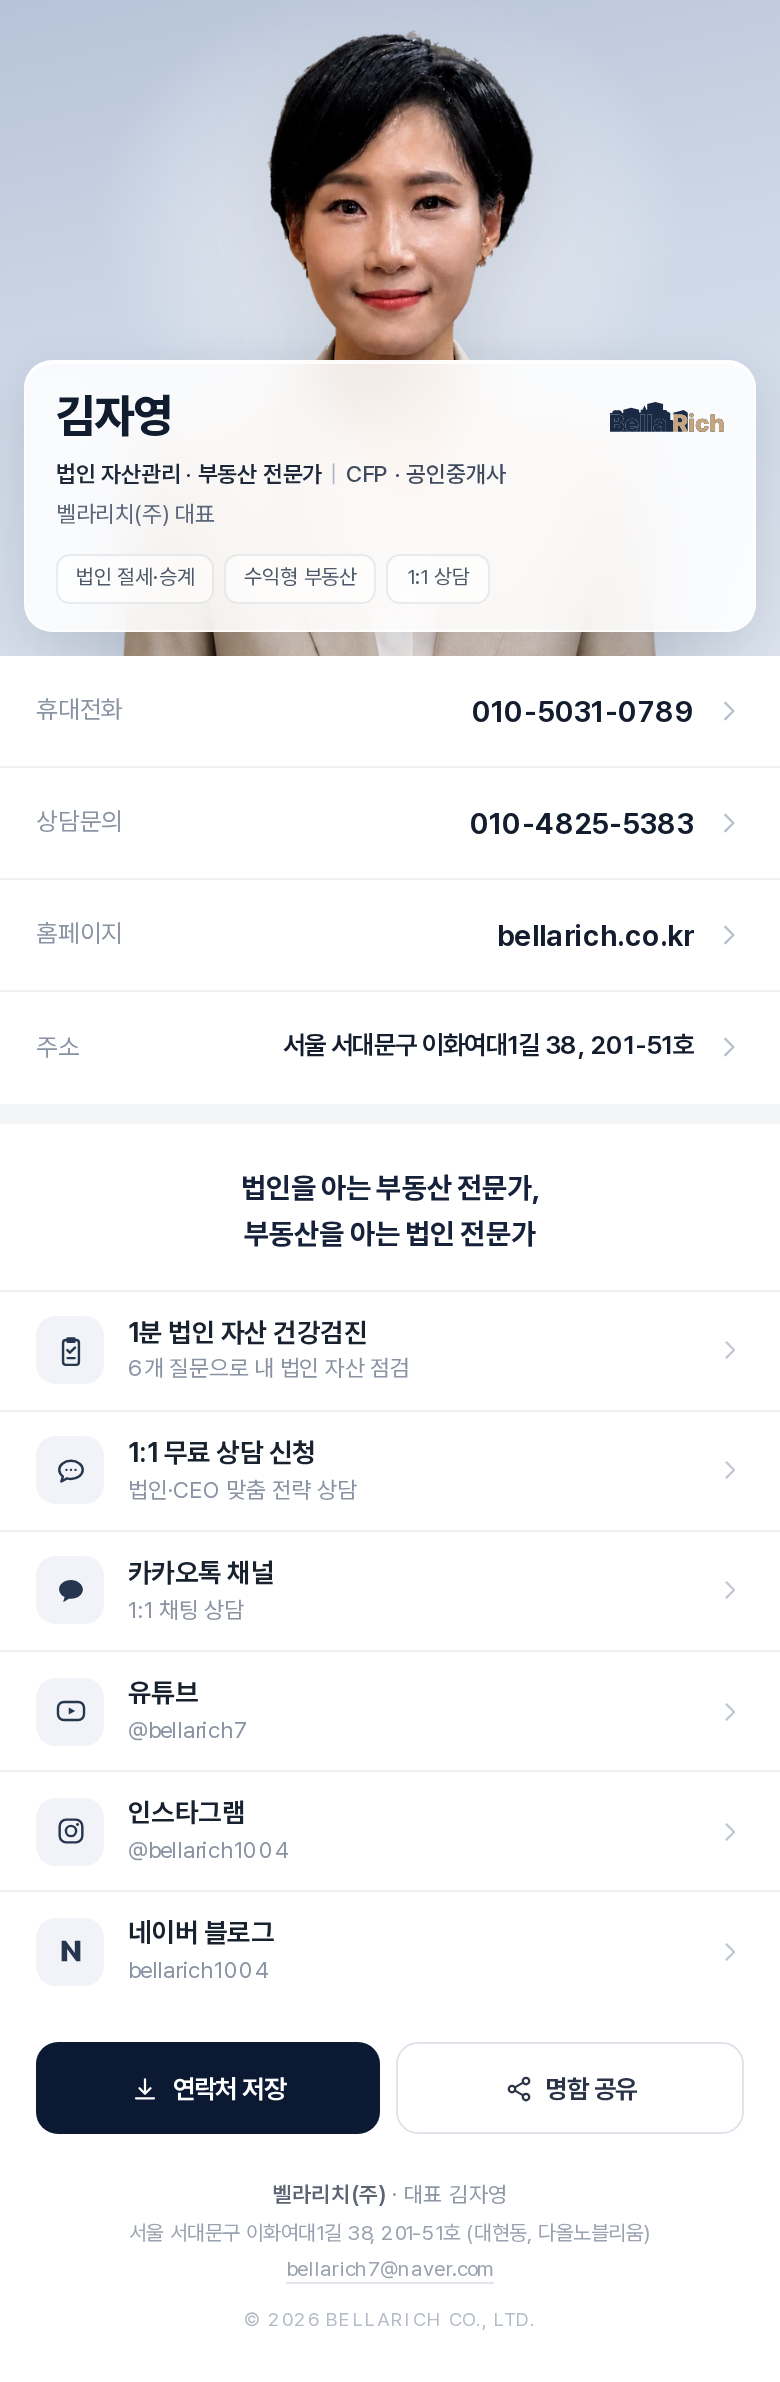 김자영
BellaRich
법인 자산관리 · 부동산 전문가 | CFP · 공인중개사
벨라리치(주) 대표
법인 절세·승계
수익형 부동산
1:1 상담
휴대전화
010-5031-0789
상담문의
010-4825-5383
홈페이지
bellarich.co.kr
주소
서울 서대문구 이화여대1길 38, 201-51호
법인을 아는 부동산 전문가,
부동산을 아는 법인 전문가
1분 법인 자산 건강검진
6개 질문으로 내 법인 자산 점검
1:1 무료 상담 신청
법인·CEO 맞춤 전략 상담
카카오톡 채널
1:1 채팅 상담
유튜브
@bellarich7
인스타그램
@bellarich1004
N
네이버 블로그
bellarich1004
연락처 저장
명함 공유
벨라리치(주) · 대표 김자영
서울 서대문구 이화여대1길 38, 201-51호 (대현동, 다올노블리움)
bellarich7@naver.com
© 2026 BELLARICH CO., LTD.